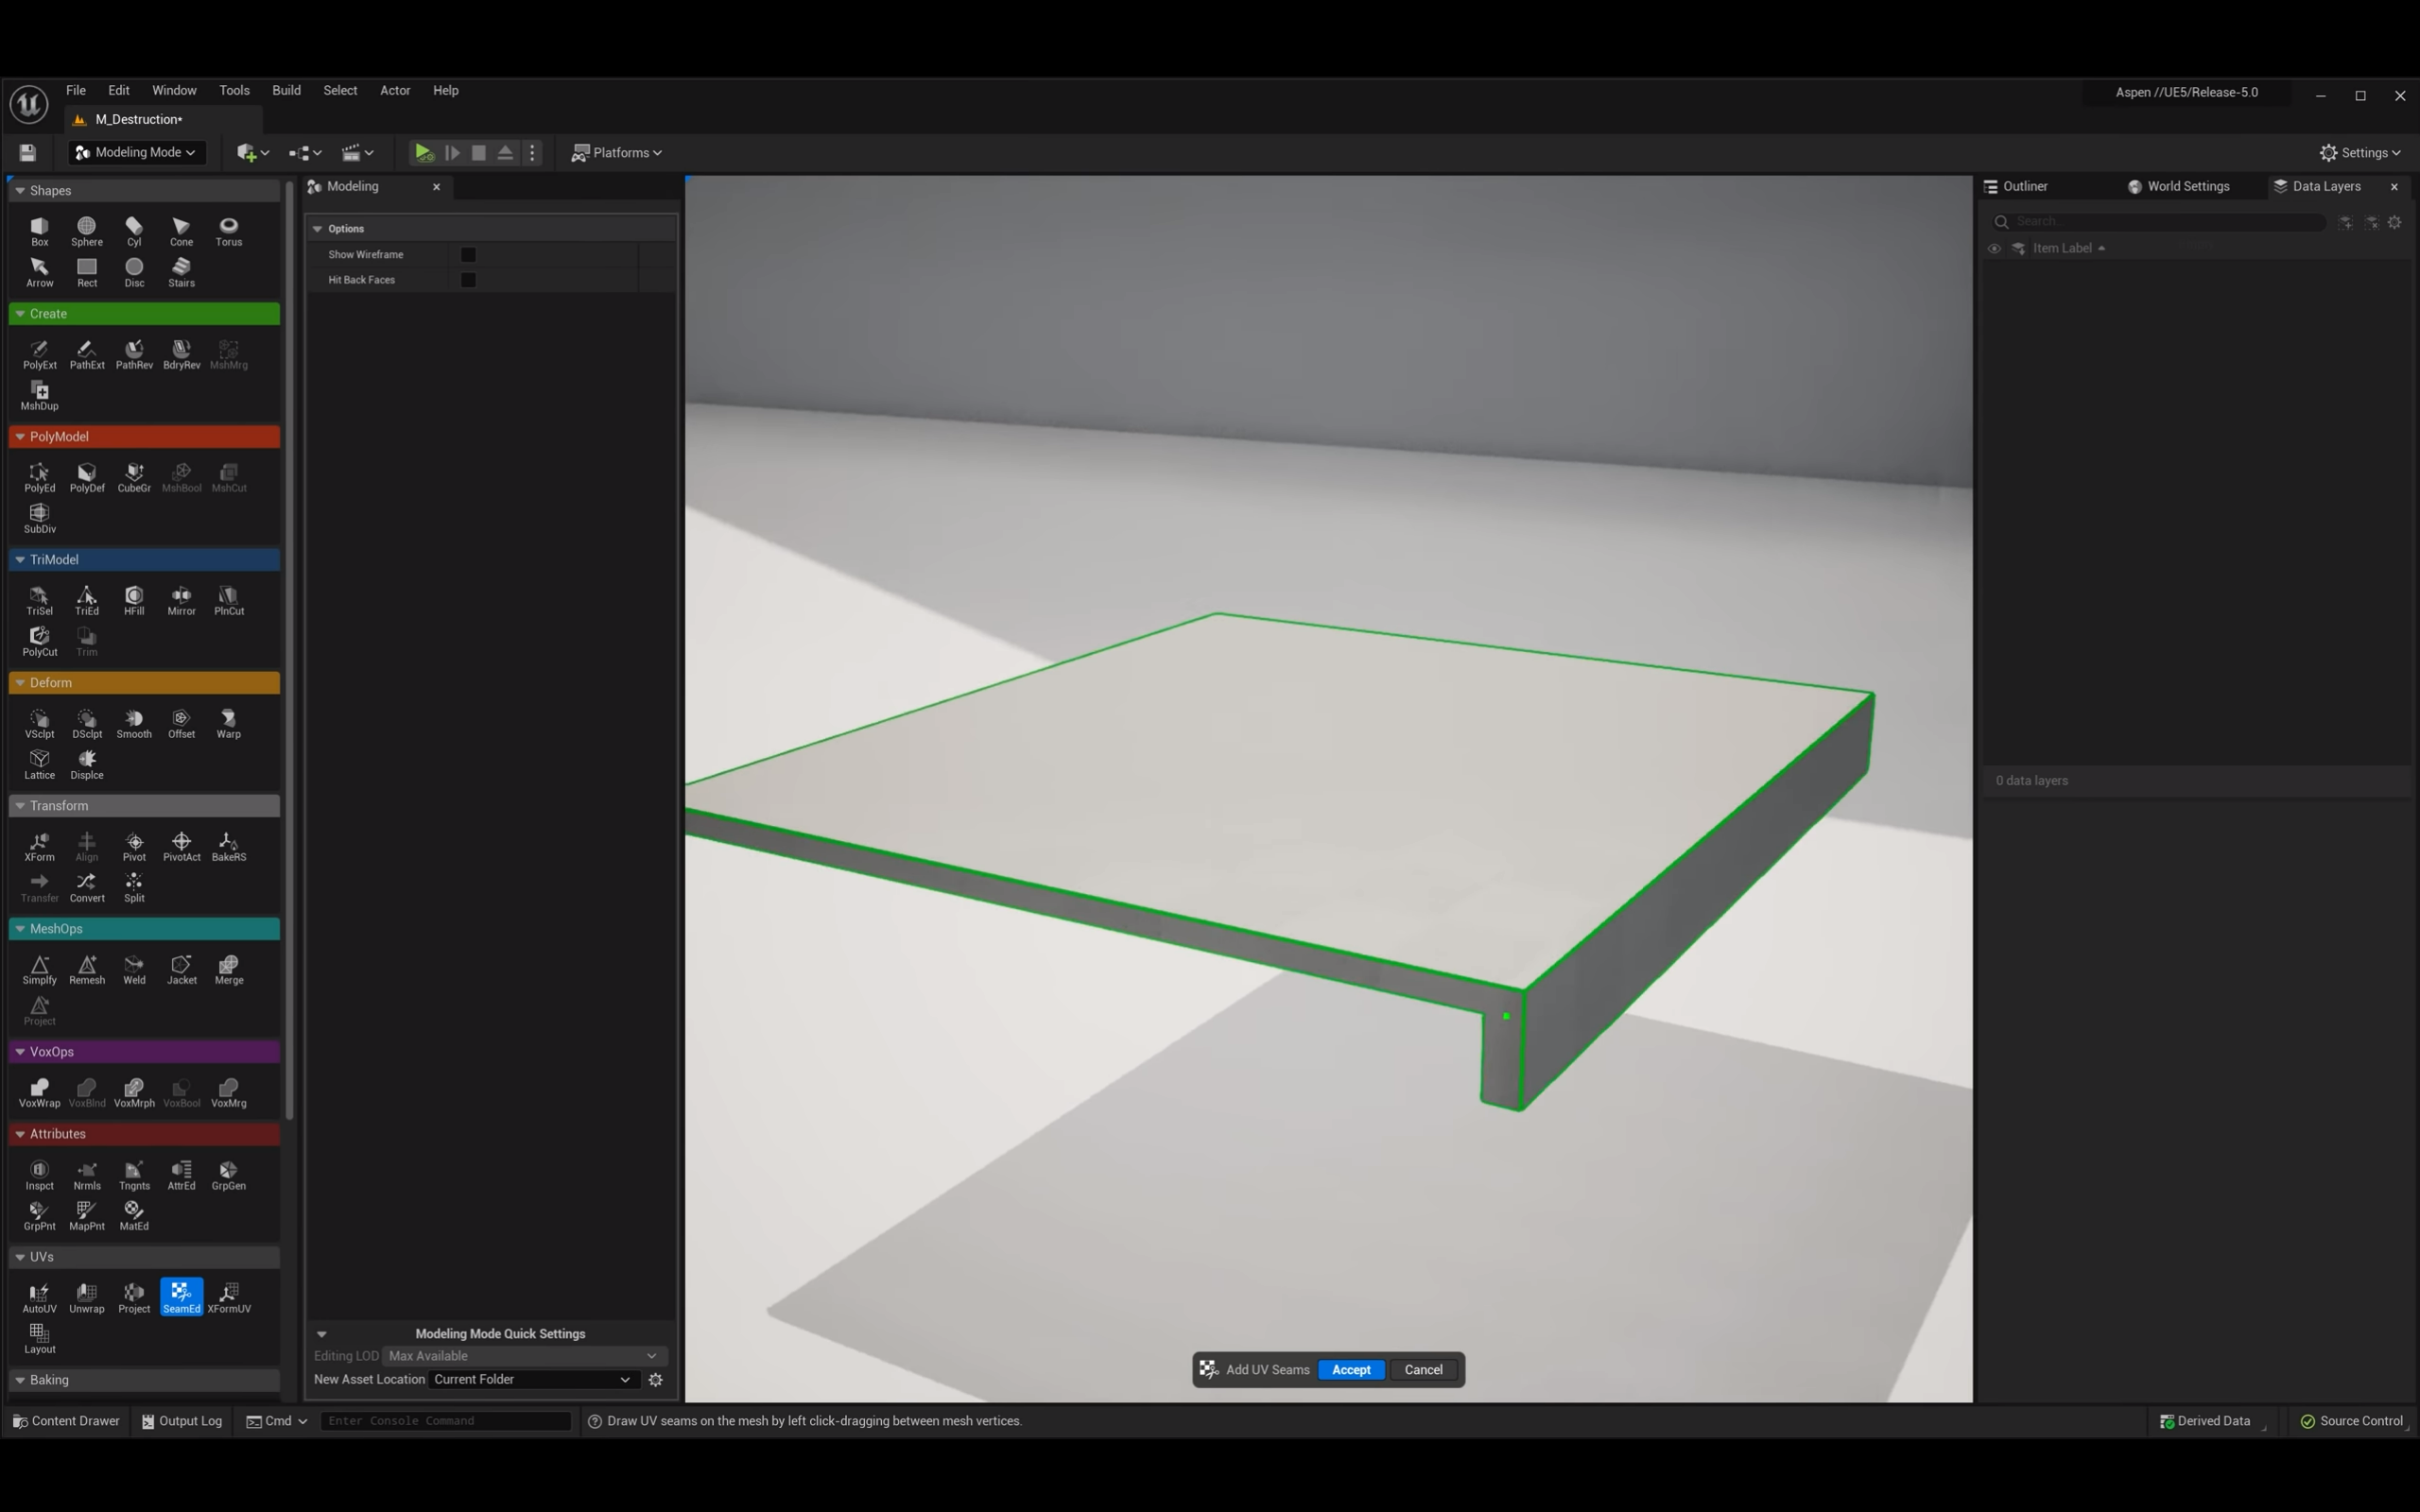 File Edit Window Tools Build Select Actor Help
Aspen //UE5/Release-5.0
M_Destruction*
Modeling Mode
Platforms
Settings
Shapes
Box Sphere Cyl Cone Torus
Arrow Rect Disc Stairs
Create
PolyExt PathExt PathRev BdryRev MshMrg
MshDup
PolyModel
PolyEd PolyDef CubeGr MshBool MshCut
SubDiv
TriModel
TriSel TriEd HFill Mirror PlnCut
PolyCut Trim
Deform
VSclpt DSclpt Smooth Offset Warp
Lattice Displce
Transform
XForm Align Pivot PivotAct BakeRS
Transfer Convert Split
MeshOps
Simplfy Remesh Weld Jacket Merge
Project
VoxOps
VoxWrap VoxBlnd VoxMrph VoxBool VoxMrg
Attributes
Inspct Nrmls Tngnts AttrEd GrpGen
GrpPnt MapPnt MatEd
UVs
AutoUV Unwrap Project SeamEd XFormUV
Layout
Baking
Modeling
Options
Show Wireframe
Hit Back Faces
Modeling Mode Quick Settings
Editing LOD Max Available
New Asset Location Current Folder
Add UV Seams Accept Cancel
Outliner World Settings Data Layers
Search...
Item Label
0 data layers
Content Drawer Output Log Cmd Enter Console Command
Draw UV seams on the mesh by left click-dragging between mesh vertices.
Derived Data Source Control